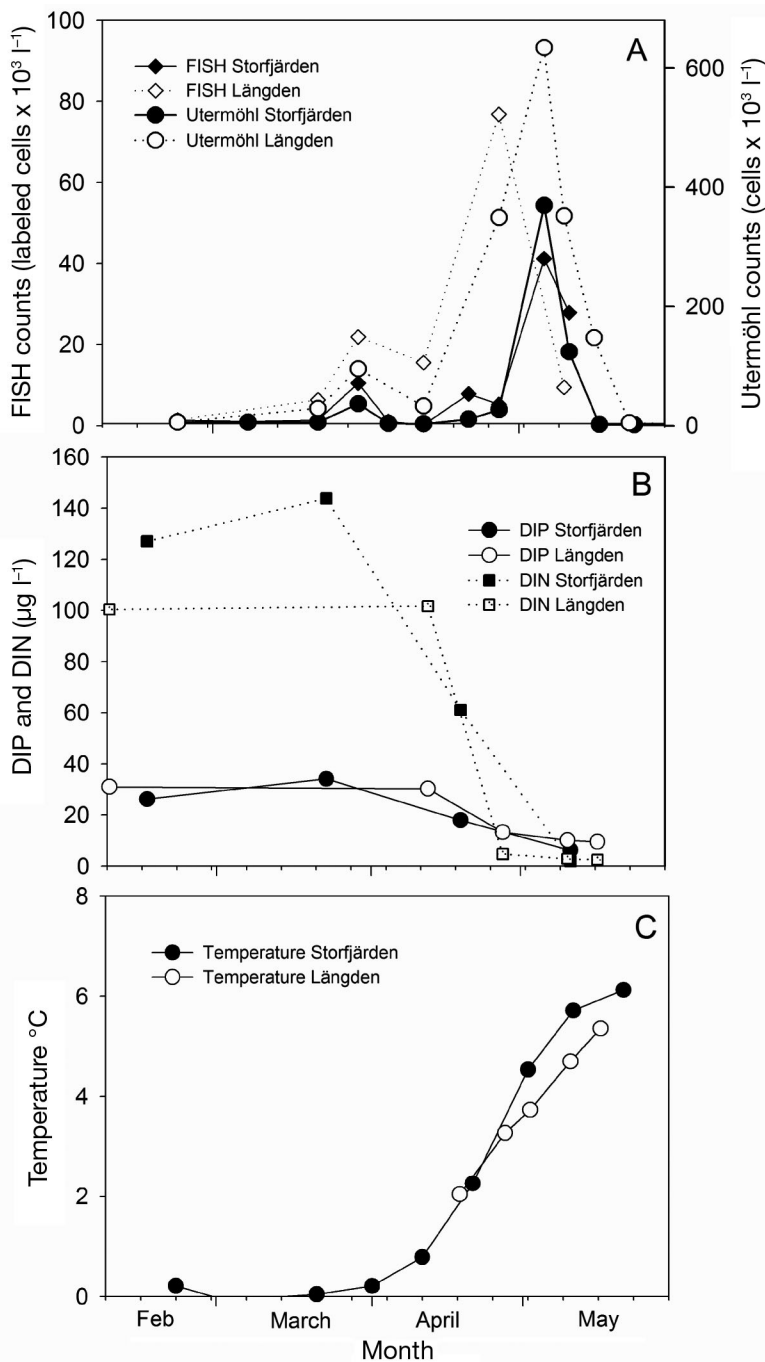 A
FISH counts (labeled cells x 10³ l⁻¹)
100
80
60
40
20
0
FISH Storfjärden
FISH Längden
Utermöhl Storfjärden
Utermöhl Längden
600
400
200
0
Utermöhl counts (cells x 10³ l⁻¹)
B
DIP and DIN (µg l⁻¹)
160
140
120
100
80
60
40
20
0
DIP Storfjärden
DIP Längden
DIN Storfjärden
DIN Längden
C
Temperature °C
8
6
4
2
0
Temperature Storfjärden
Temperature Längden
Feb March April May
Month